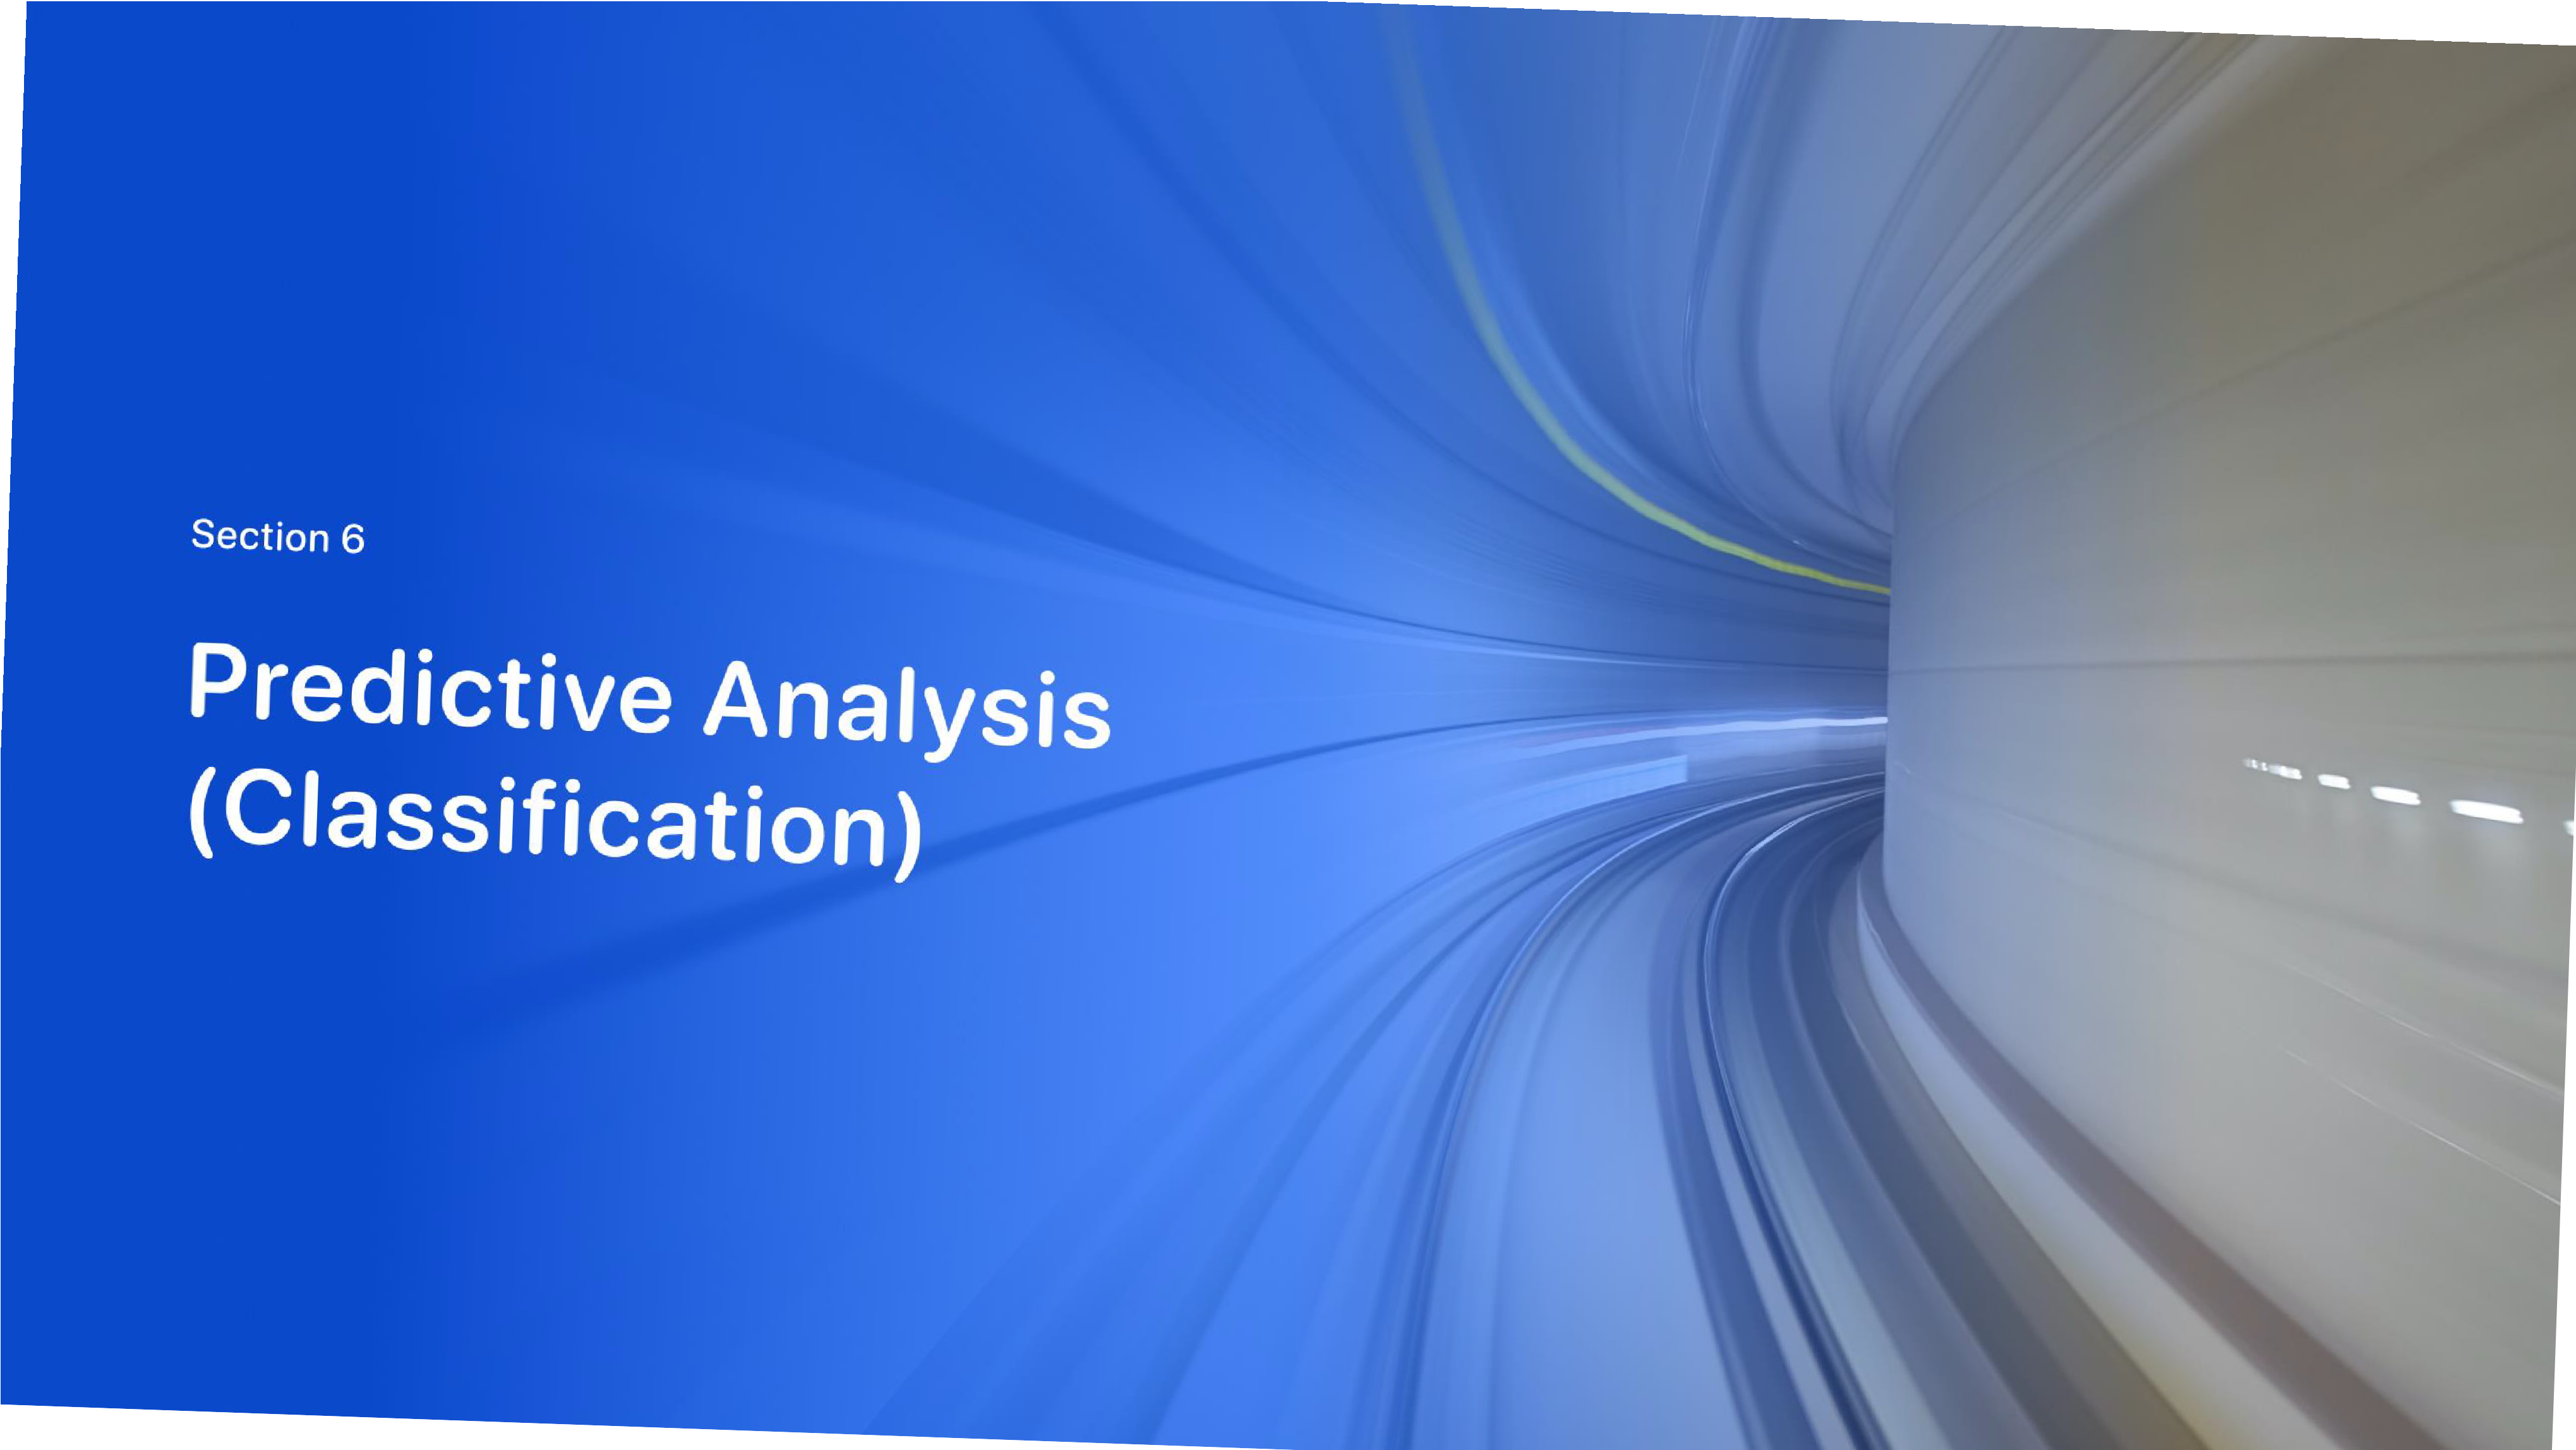 Section 6
Predictive Analysis
(Classification)